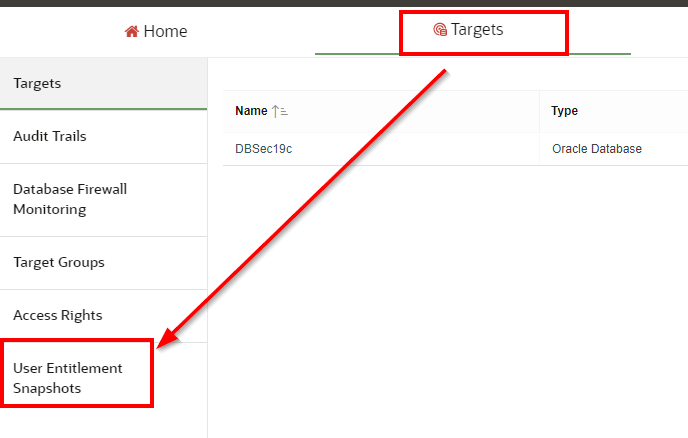 Home
Targets
Targets
Audit Trails
Database Firewall
Monitoring
Target Groups
Access Rights
User Entitlement
Snapshots
Name
Type
DBSec19c
Oracle Database